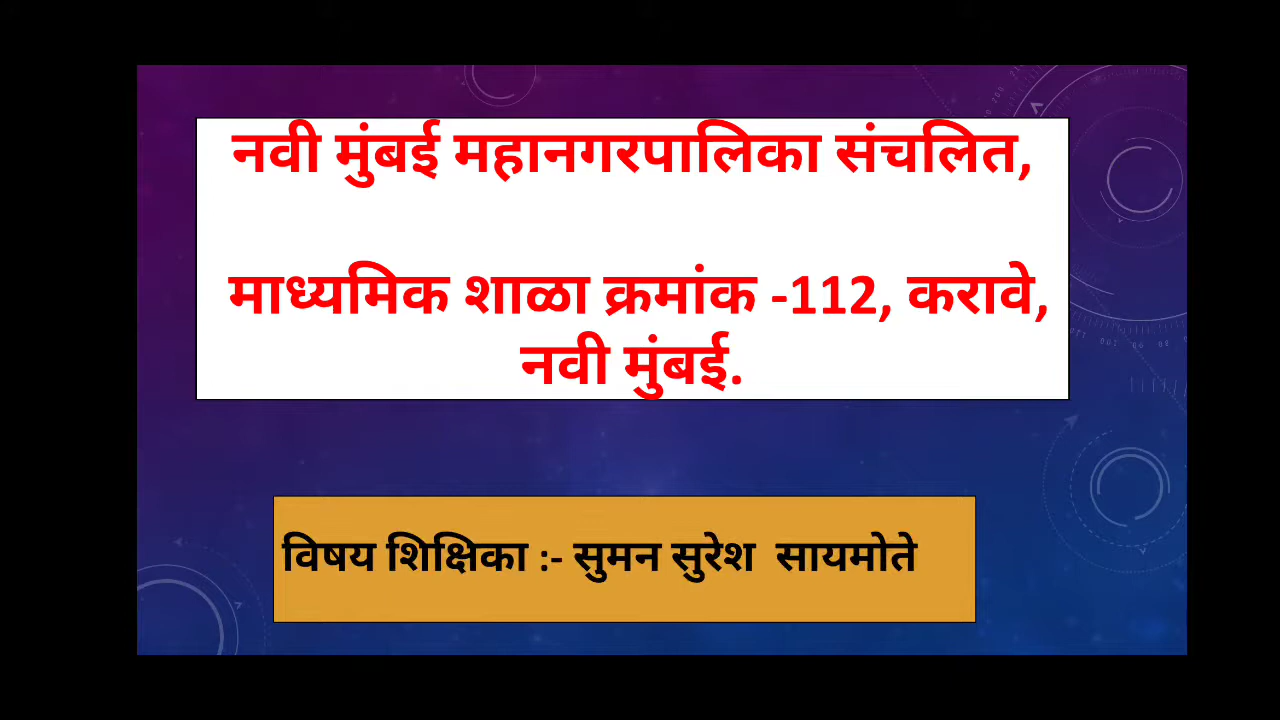 नवी मुंबई महानगरपालिका संचलित,
माध्यमिक शाळा क्रमांक -112, करावे,
नवी मुंबई.
विषय शिक्षिका :- सुमन सुरेश सायमोते